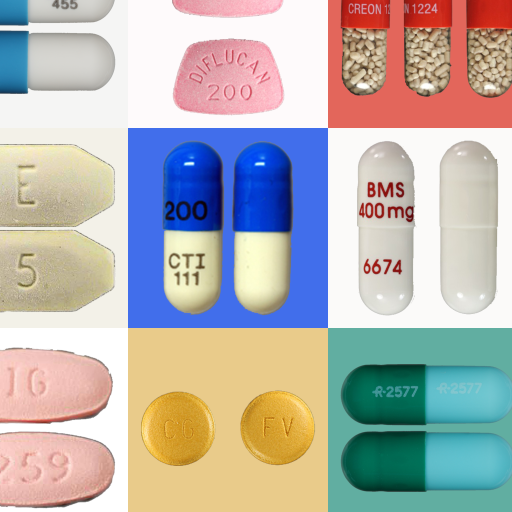 455
DIFLUCAN
200
CREON 12
N 1224
E
5
200
CTI
111
BMS
400mg
6674
IG
259
CG
FV
R-2577
R-2577